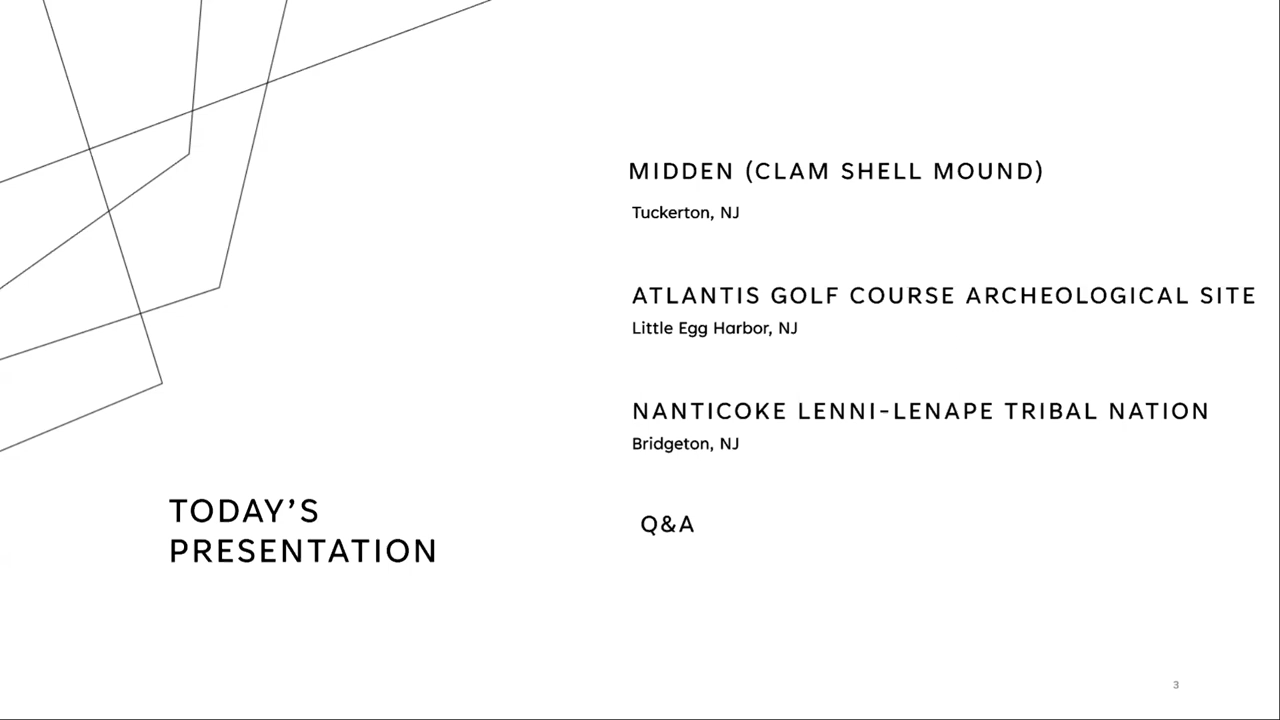 MIDDEN (CLAM SHELL MOUND)
Tuckerton, NJ
ATLANTIS GOLF COURSE ARCHEOLOGICAL SITE
Little Egg Harbor, NJ
NANTICOKE LENNI-LENAPE TRIBAL NATION
Bridgeton, NJ
Q&A
TODAY’S
PRESENTATION
3